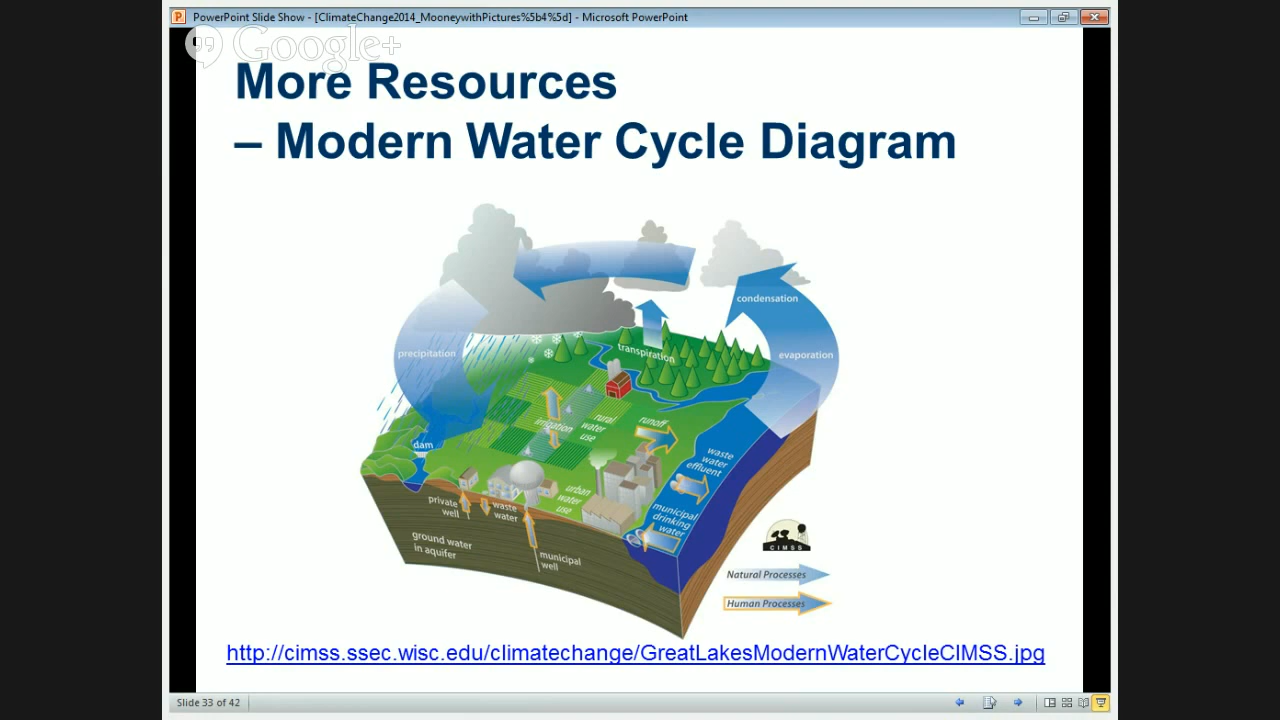 PowerPoint Slide Show - [ClimateChange2014_MooneywithPictures%5b4%5d] - Microsoft PowerPoint
Google+
More Resources
– Modern Water Cycle Diagram
condensation
precipitation
transpiration
evaporation
irrigation
rural
water
use
runoff
dam
waste
water
effluent
urban
water
use
private
well
waste
water
municipal
drinking
water
ground water
in aquifer
municipal
well
CIMSS
Natural Processes
Human Processes
http://cimss.ssec.wisc.edu/climatechange/GreatLakesModernWaterCycleCIMSS.jpg
Slide 33 of 42